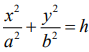 x²/a² + y²/b² = h